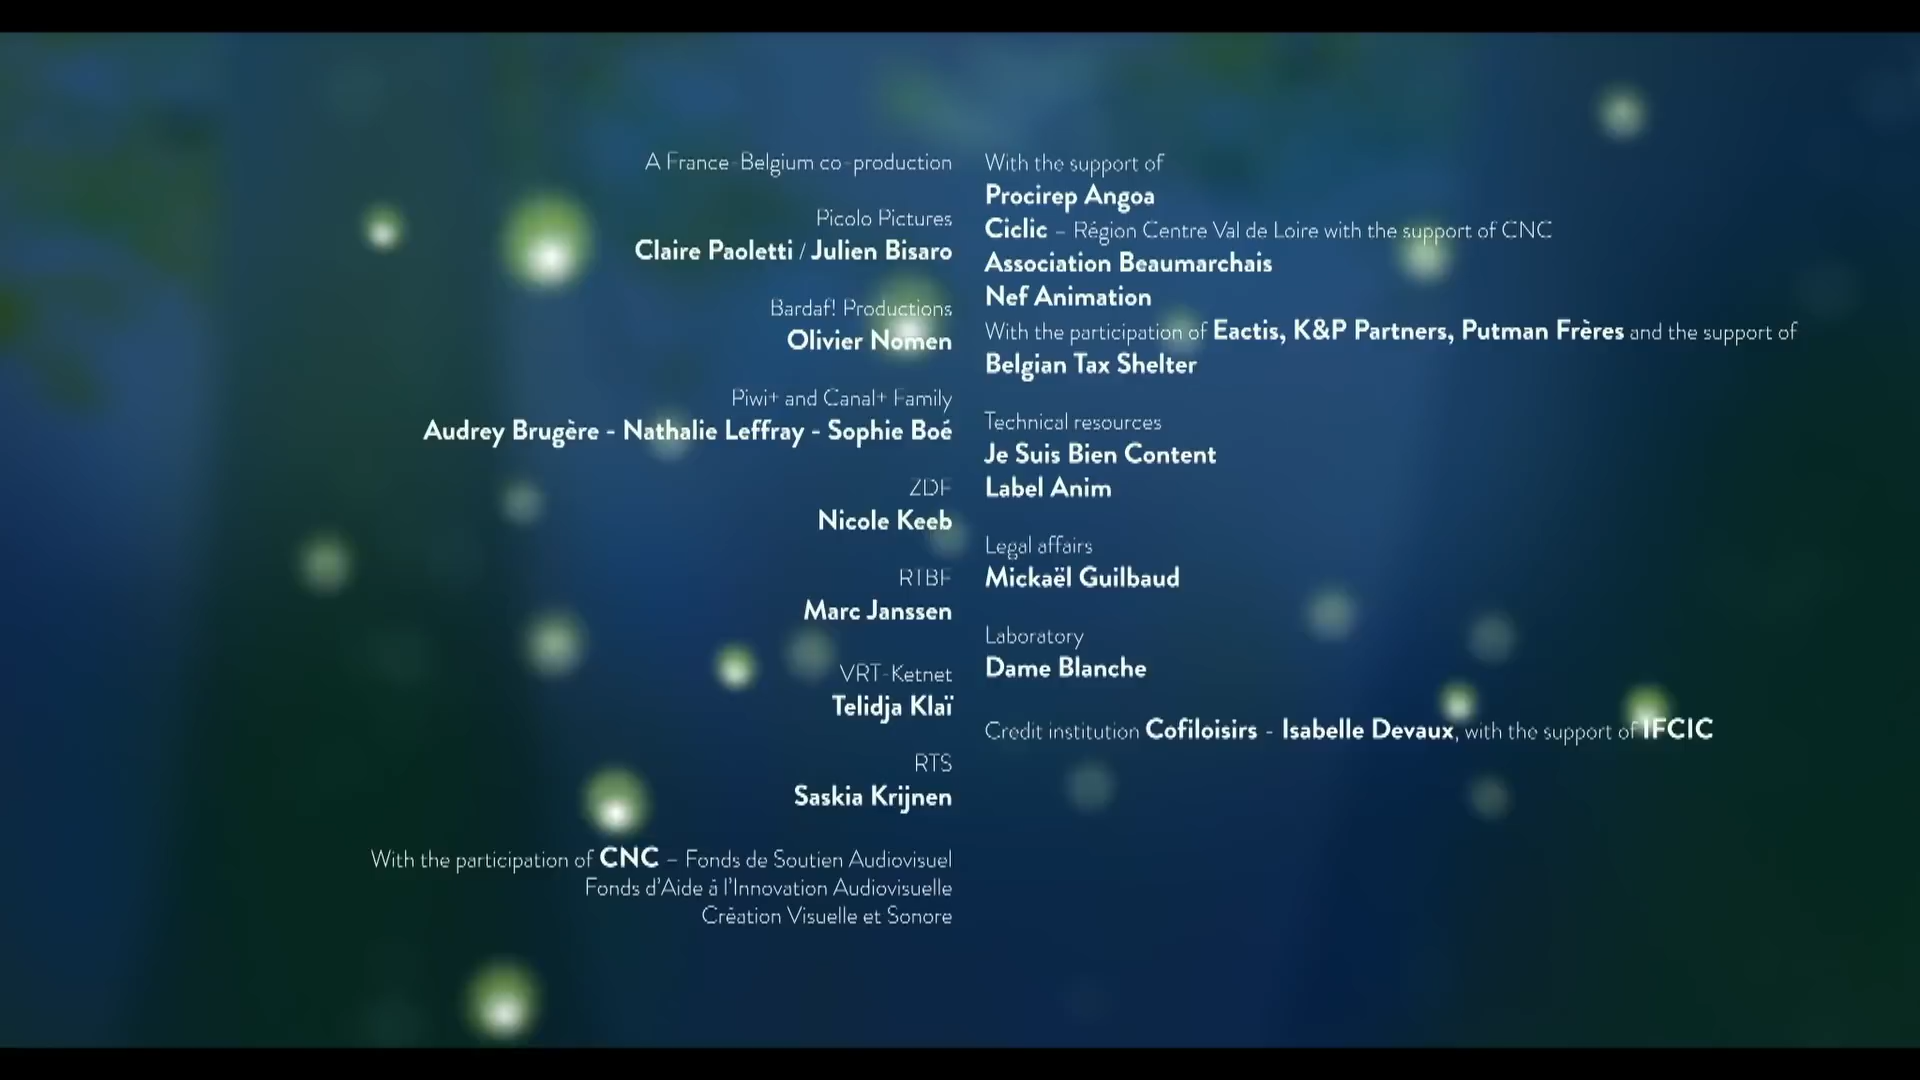 A France-Belgium co-production
Picolo Pictures
Claire Paoletti / Julien Bisaro
Bardaf! Productions
Olivier Nomen
Piwi+ and Canal+ Family
Audrey Brugère - Nathalie Leffray - Sophie Boé
ZDF
Nicole Keeb
RTBF
Marc Janssen
VRT-Ketnet
Telidja Klaï
RTS
Saskia Krijnen
With the participation of CNC – Fonds de Soutien Audiovisuel
Fonds d'Aide à l'Innovation Audiovisuelle
Création Visuelle et Sonore
With the support of
Procirep Angoa
Ciclic – Région Centre Val de Loire with the support of CNC
Association Beaumarchais
Nef Animation
With the participation of Eactis, K&P Partners, Putman Frères and the support of
Belgian Tax Shelter
Technical resources
Je Suis Bien Content
Label Anim
Legal affairs
Mickaël Guilbaud
Laboratory
Dame Blanche
Credit institution Cofiloisirs - Isabelle Devaux, with the support of IFCIC